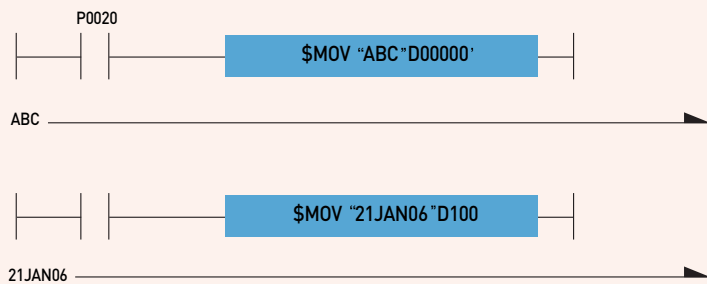 P0020
$MOV “ABC”D00000'
ABC
$MOV “21JAN06”D100
21JAN06